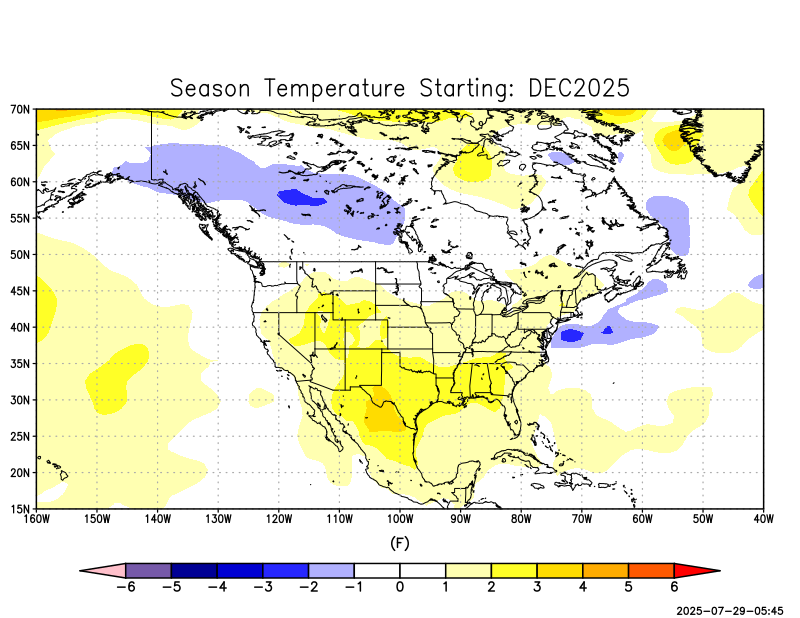 Season Temperature Starting: DEC2025
70N
65N
60N
55N
50N
45N
40N
35N
30N
25N
20N
15N
160W 150W 140W 130W 120W 110W 100W 90W 80W 70W 60W 50W 40W
(F)
−6 −5 −4 −3 −2 −1 0 1 2 3 4 5 6
2025-07-29-05:45